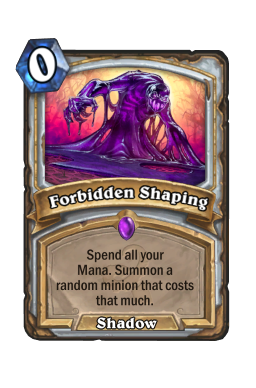 0
Forbidden Shaping
Spend all your
Mana. Summon a
random minion that costs
that much.
Shadow